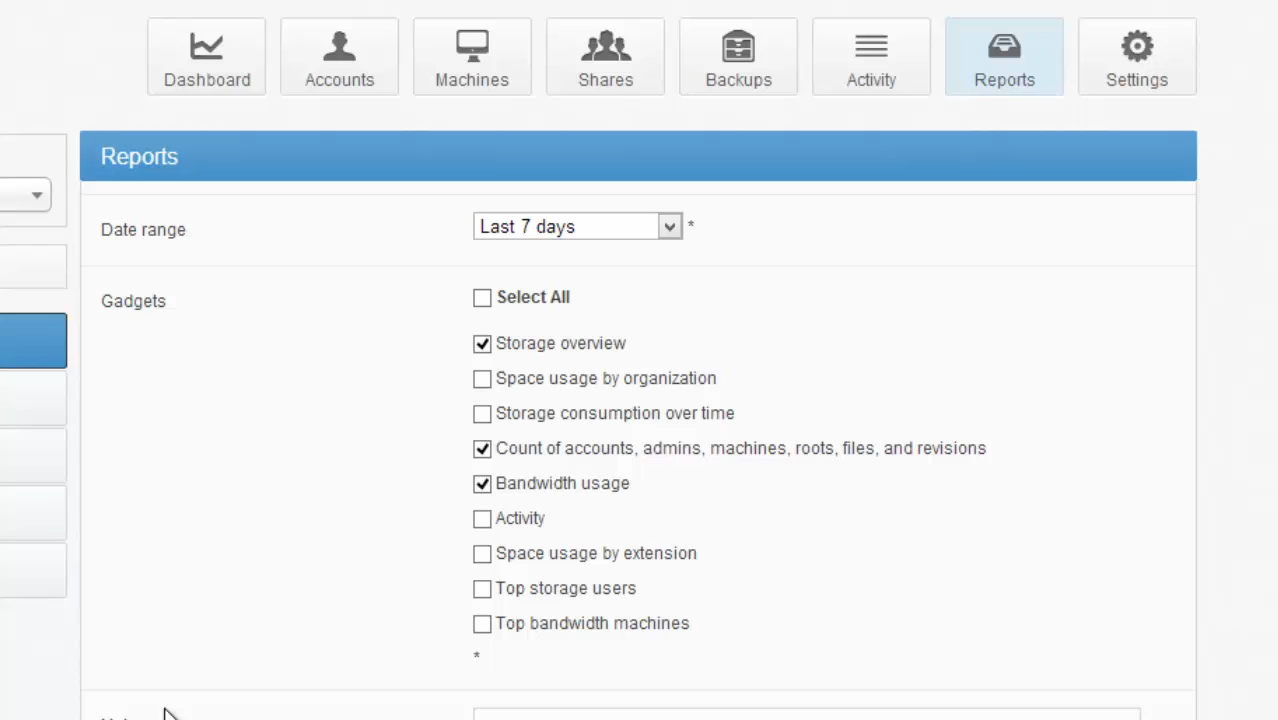 Dashboard
Accounts
Machines
Shares
Backups
Activity
Reports
Settings
Reports
Date range
Last 7 days
*
Gadgets
Select All
Storage overview
Space usage by organization
Storage consumption over time
Count of accounts, admins, machines, roots, files, and revisions
Bandwidth usage
Activity
Space usage by extension
Top storage users
Top bandwidth machines
*